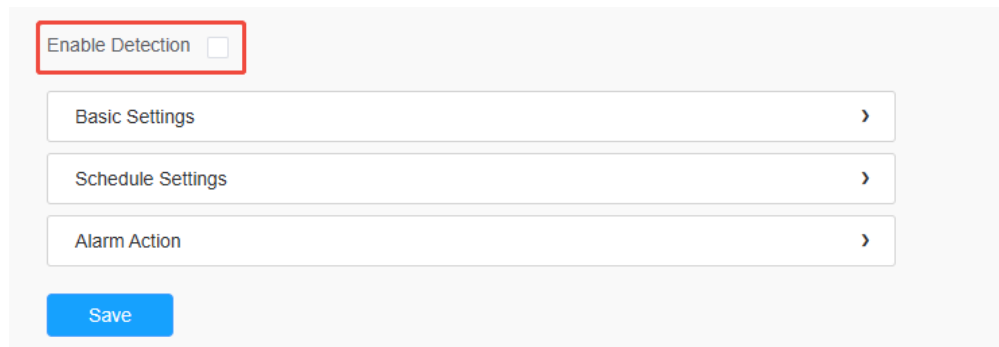 Enable Detection
Basic Settings
Schedule Settings
Alarm Action
Save